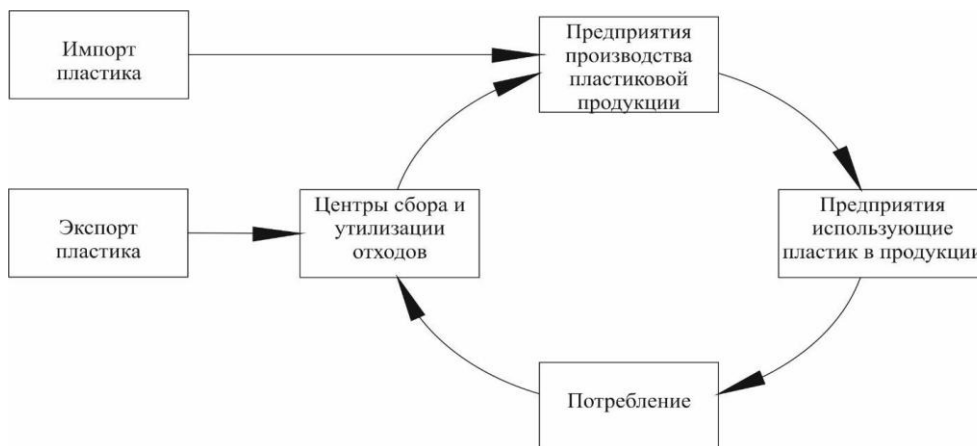 Импорт
пластика
Предприятия
производства
пластиковой
продукции
Экспорт
пластика
Центры сбора и
утилизации
отходов
Предприятия
использующие
пластик в продукции
Потребление